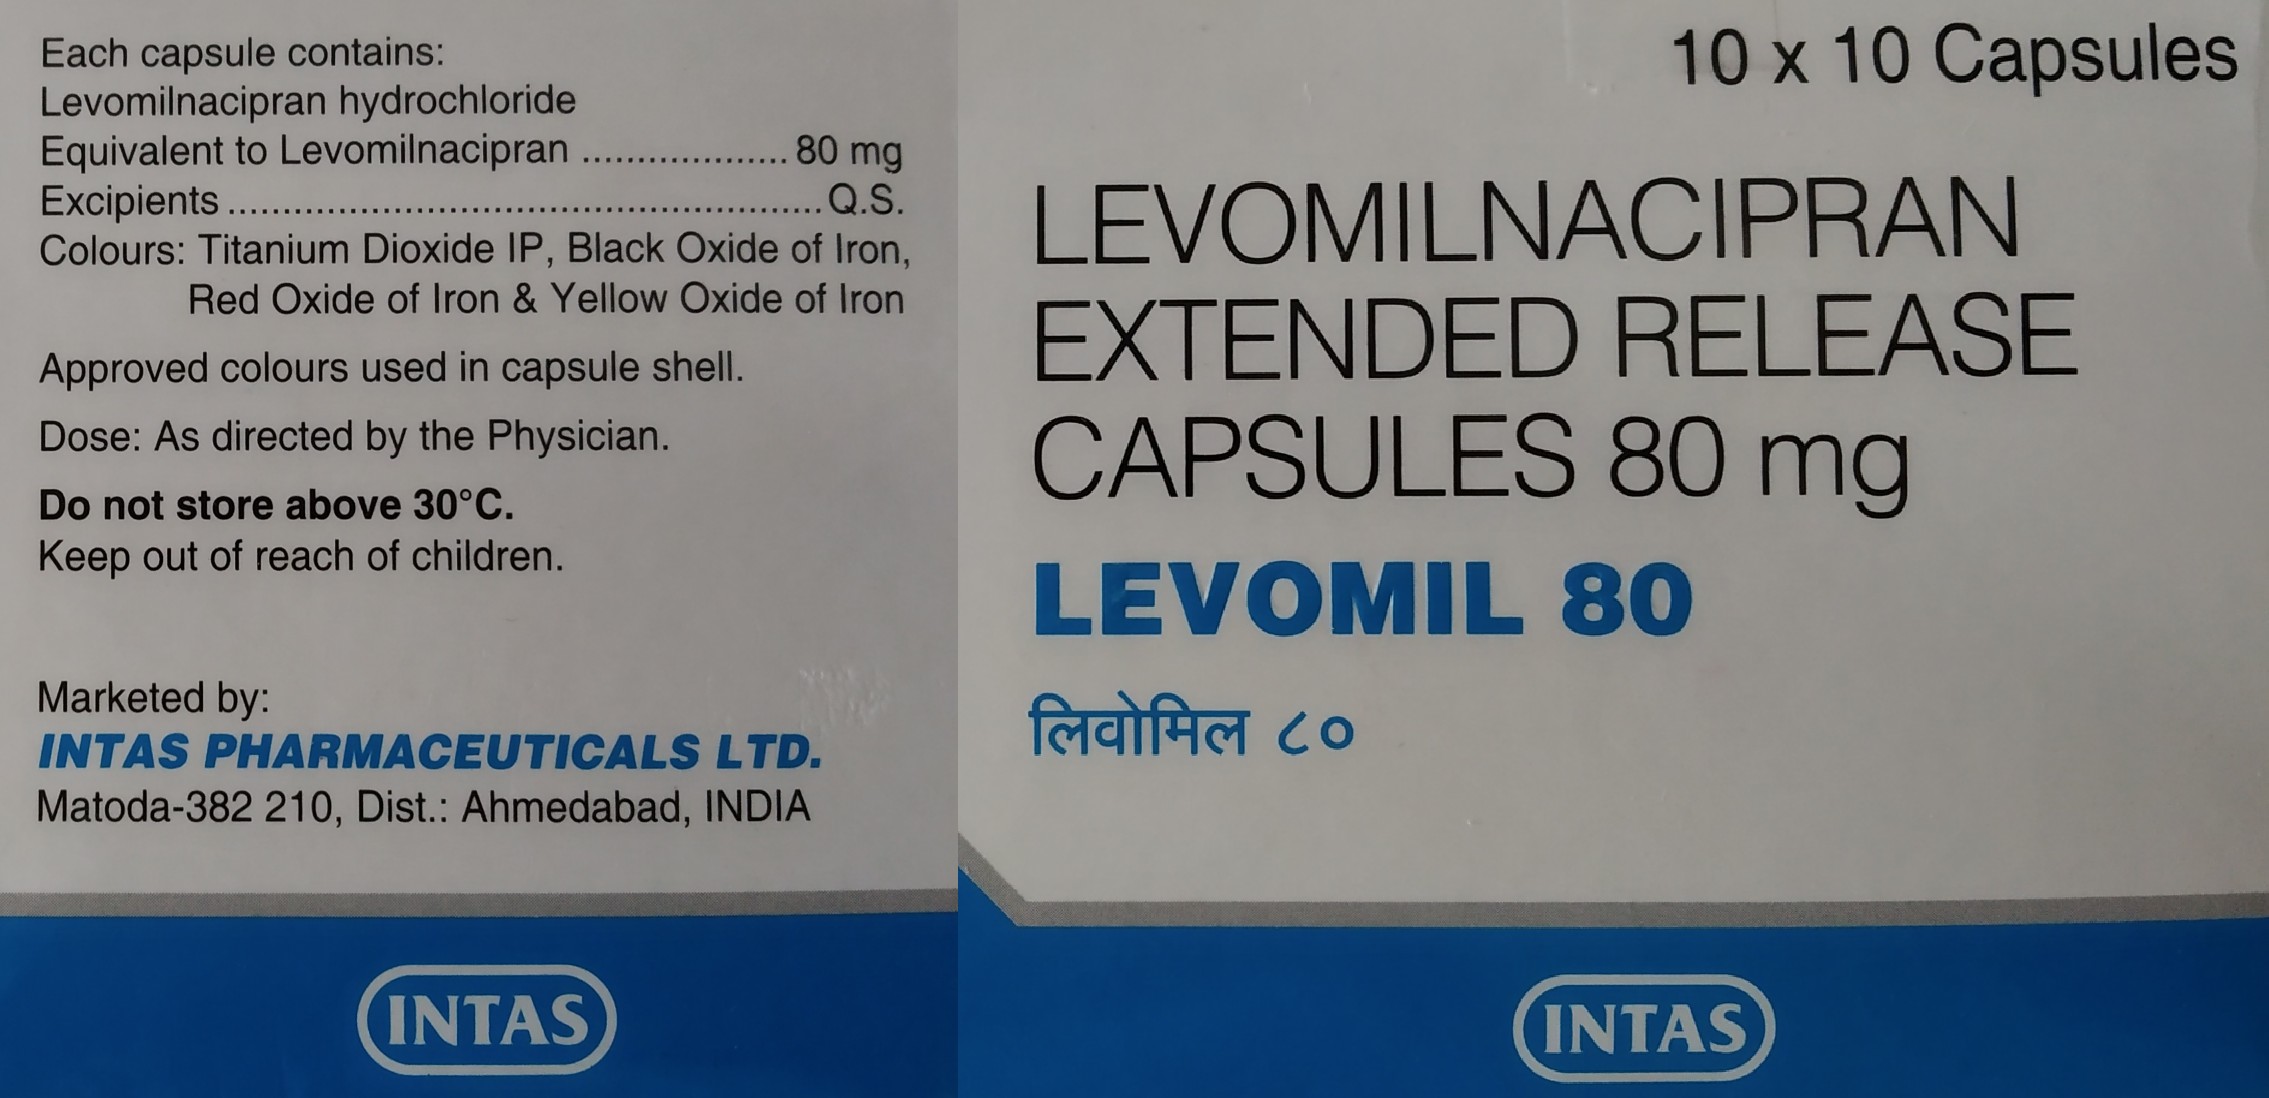 Each capsule contains:
Levomilnacipran hydrochloride
Equivalent to Levomilnacipran ................... 80 mg
Excipients ....................................................... Q.S.
Colours: Titanium Dioxide IP, Black Oxide of Iron,
Red Oxide of Iron & Yellow Oxide of Iron
Approved colours used in capsule shell.
Dose: As directed by the Physician.
Do not store above 30°C.
Keep out of reach of children.
Marketed by:
INTAS PHARMACEUTICALS LTD.
Matoda-382 210, Dist.: Ahmedabad, INDIA
INTAS
10 x 10 Capsules
LEVOMILNACIPRAN
EXTENDED RELEASE
CAPSULES 80 mg
LEVOMIL 80
लिवोमिल ८०
INTAS